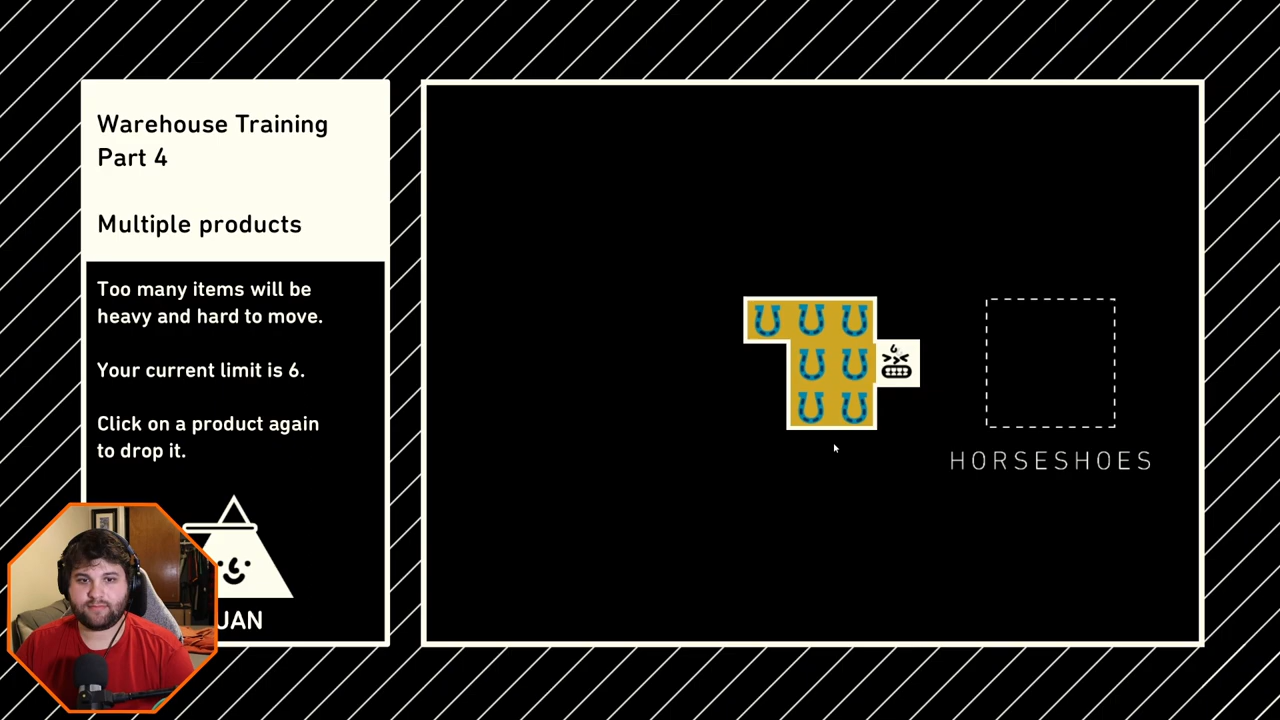 Warehouse Training
Part 4
Multiple products
Too many items will be
heavy and hard to move.
Your current limit is 6.
Click on a product again
to drop it.
UAN
HORSESHOES